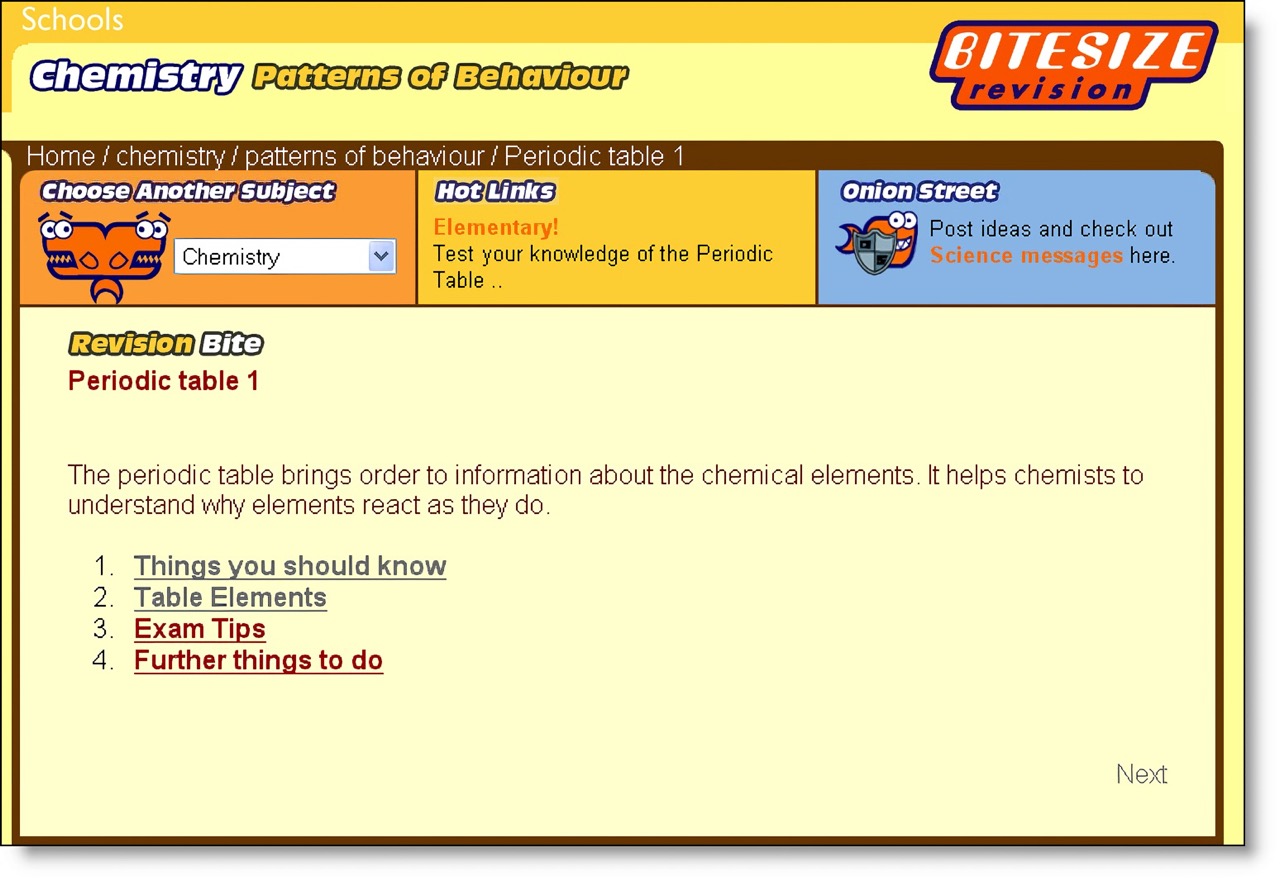 Schools
Chemistry Patterns of Behaviour
BITESIZE
revision
Home / chemistry / patterns of behaviour / Periodic table 1
Choose Another Subject
Chemistry
Hot Links
Elementary!
Test your knowledge of the Periodic
Table ..
Onion Street
Post ideas and check out
Science messages here.
Revision Bite
Periodic table 1
The periodic table brings order to information about the chemical elements. It helps chemists to
understand why elements react as they do.
1. Things you should know
2. Table Elements
3. Exam Tips
4. Further things to do
Next